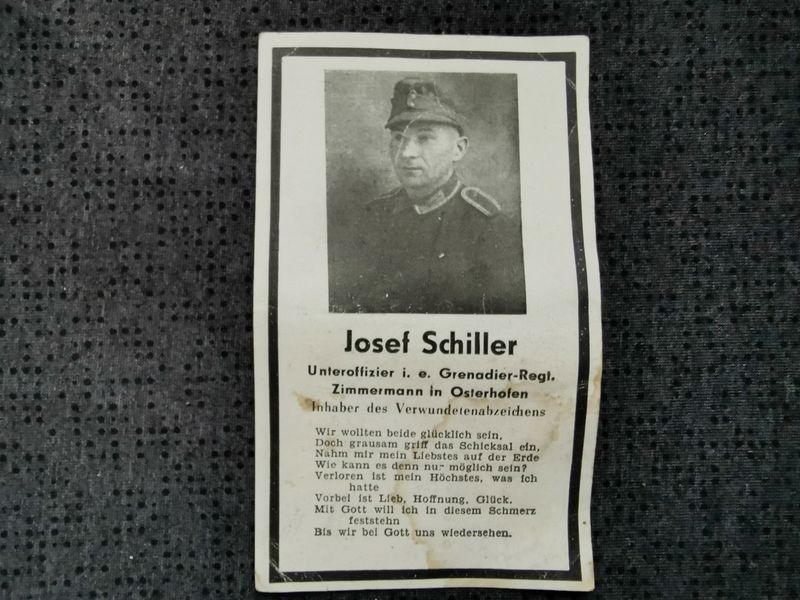 Josef Schiller
Unteroffizier i. e. Grenadier-Regt.
Zimmermann in Osterhofen
Inhaber des Verwundetenabzeichens
Wir wollten beide glücklich sein,
Doch grausam griff das Schicksal ein,
Nahm mir mein Liebstes auf der Erde
Wie kann es denn nur möglich sein?
Verloren ist mein Höchstes, was ich
hatte
Vorbei ist Lieb, Hoffnung, Glück.
Mit Gott will ich in diesem Schmerz
feststehn
Bis wir bei Gott uns wiedersehen.